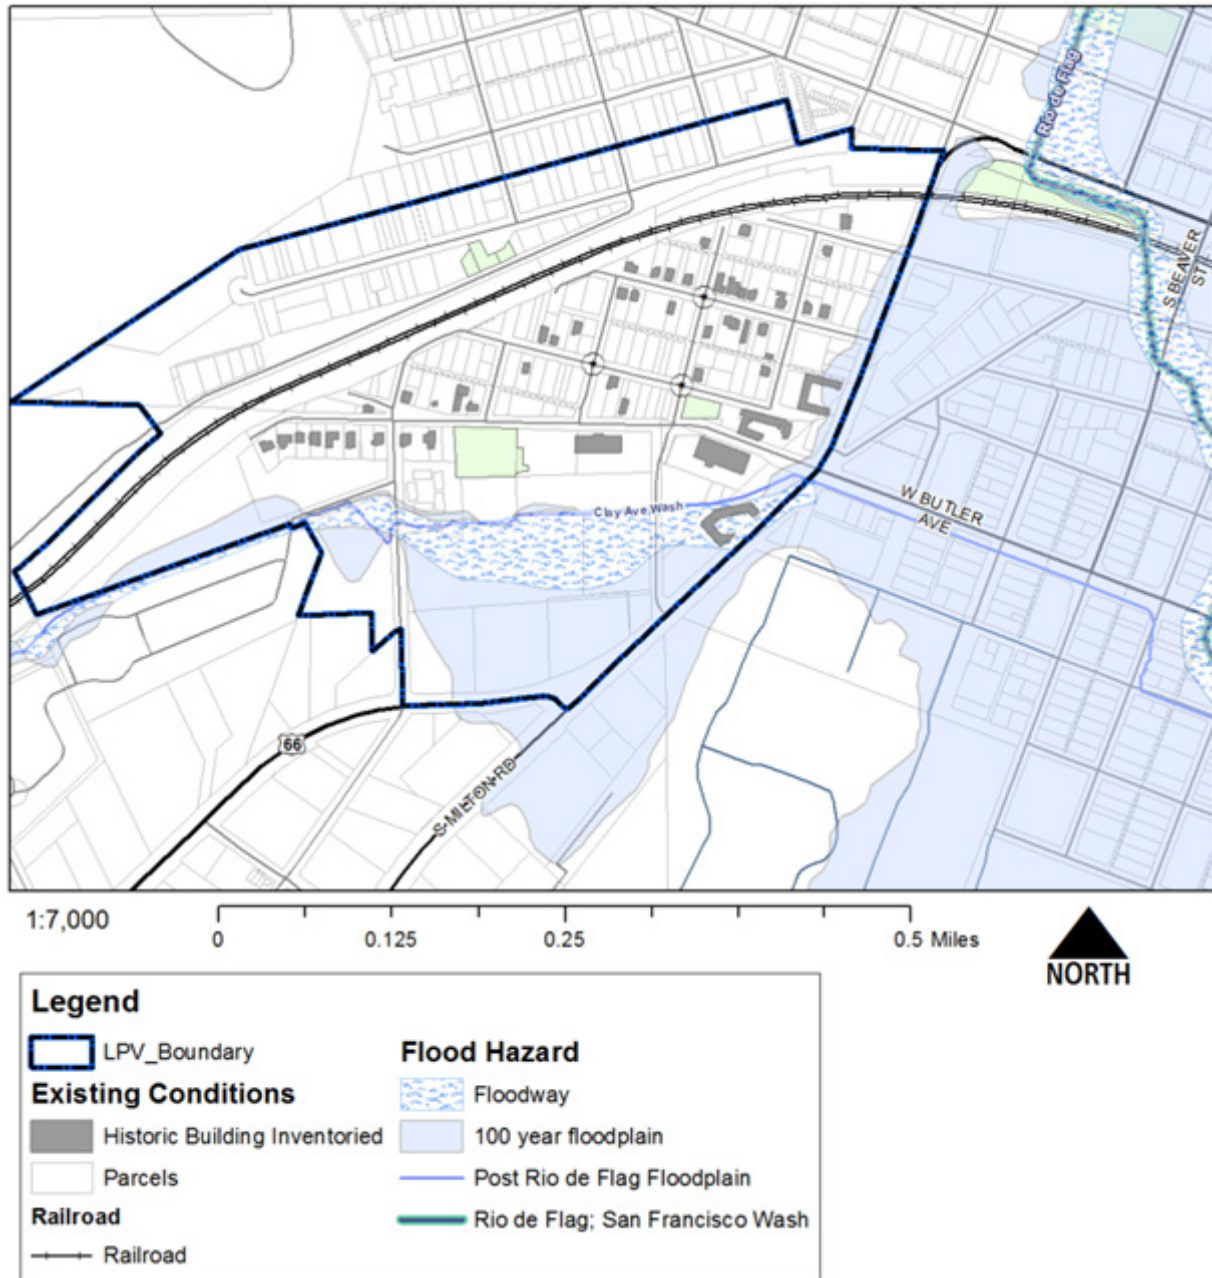 Rio de Flag
S BEAVER
ST
Clay Ave Wash
W BUTLER
AVE
66
S MILTON RD
1:7,000
0
0.125
0.25
0.5 Miles
NORTH
Legend
LPV_Boundary
Existing Conditions
Historic Building Inventoried
Parcels
Railroad
Railroad
Flood Hazard
Floodway
100 year floodplain
Post Rio de Flag Floodplain
Rio de Flag; San Francisco Wash